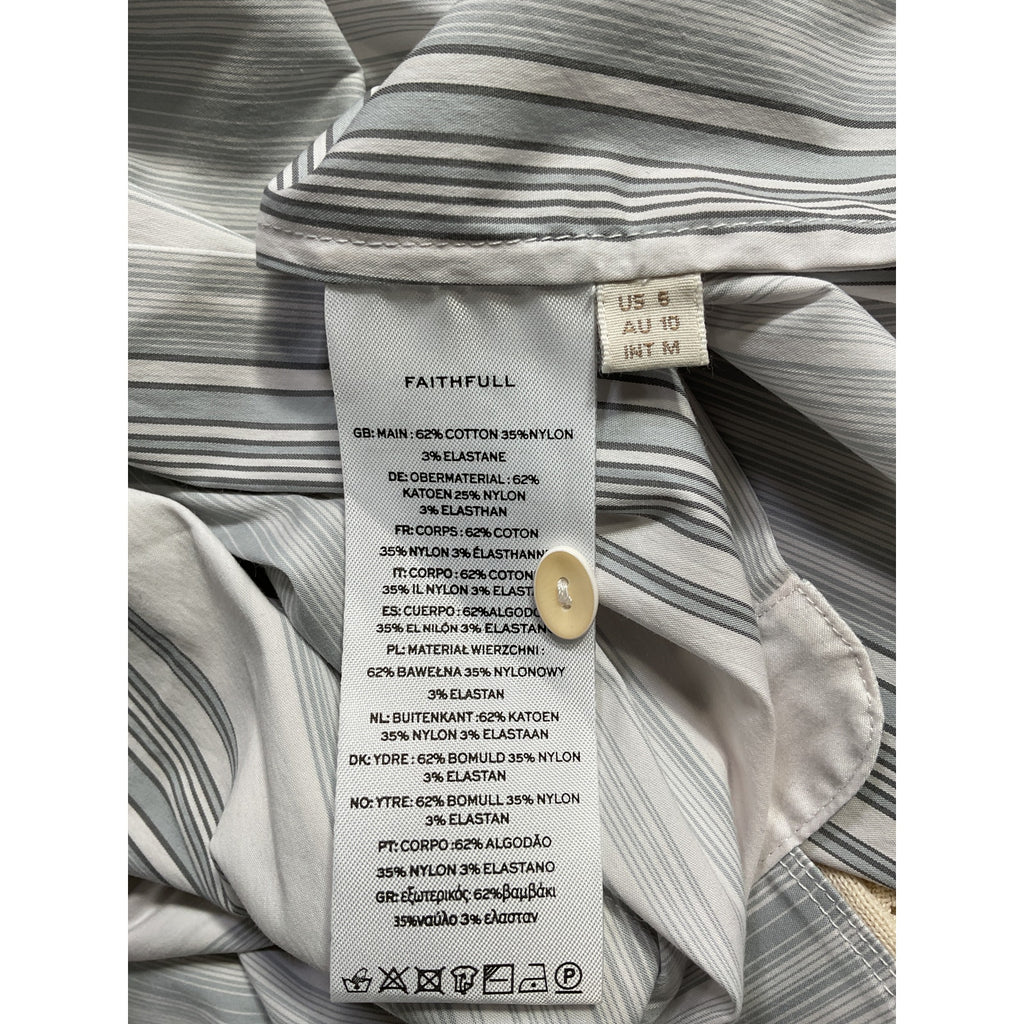 US 6
AU 10
INT M
FAITHFULL
GB: MAIN : 62% COTTON 35%NYLON
3% ELASTANE
DE: OBERMATERIAL : 62%
KATOEN 25% NYLON
3% ELASTHAN
FR: CORPS : 62% COTON
35% NYLON 3% ÉLASTHANN
IT: CORPO : 62% COTON
35% IL NYLON 3% ELAST
ES: CUERPO : 62%ALGODO
35% EL NILÓN 3% ELASTAN
PL: MATERIAŁ WIERZCHNI :
62% BAWEŁNA 35% NYLONOWY
3% ELASTAN
NL: BUITENKANT : 62% KATOEN
35% NYLON 3% ELASTAAN
DK: YDRE : 62% BOMULD 35% NYLON
3% ELASTAN
NO: YTRE: 62% BOMULL 35% NYLON
3% ELASTAN
PT: CORPO : 62% ALGODÃO
35% NYLON 3% ELASTANO
GR: εξωτερικός: 62%βαμβάκι
35%ναύλο 3% ελασταν
P